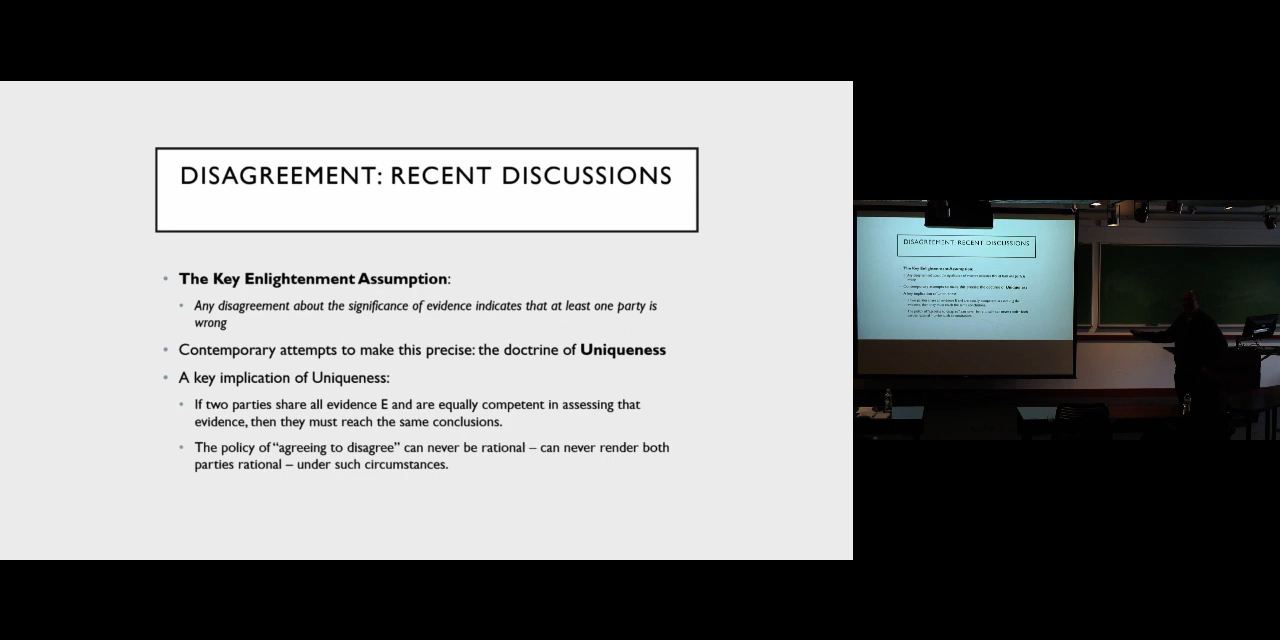 DISAGREEMENT: RECENT DISCUSSIONS
• The Key Enlightenment Assumption:
• Any disagreement about the significance of evidence indicates that at least one party is
wrong
• Contemporary attempts to make this precise: the doctrine of Uniqueness
• A key implication of Uniqueness:
• If two parties share all evidence E and are equally competent in assessing that
evidence, then they must reach the same conclusions.
• The policy of “agreeing to disagree” can never be rational – can never render both
parties rational – under such circumstances.
DISAGREEMENT: RECENT DISCUSSIONS
The Key Enlightenment Assumption: